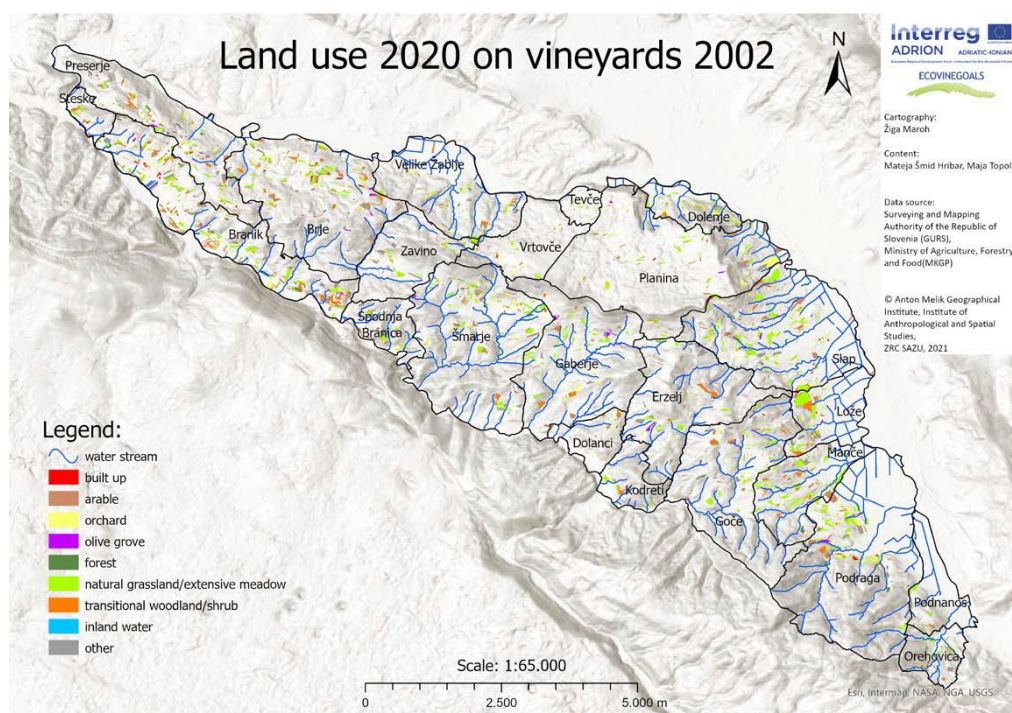 Land use 2020 on vineyards 2002
N
Interreg
ADRION ADRIATIC-IONIAN
ECOVINEGOALS
Cartography:
Žiga Maroh
Content:
Mateja Šmid Hribar, Maja Topol
Data source:
Surveying and Mapping
Authority of the Republic of
Slovenia (GURS),
Ministry of Agriculture, Forestry
and Food(MKGP)
© Anton Melik Geographical
Institute, Institute of
Anthropological and Spatial
Studies,
ZRC SAZU, 2021
Preserje
Steske
Velike Žablje
Tevče
Dolenje
Branik
Brje
Zavino
Vrtovče
Planina
Spodnja
Branica
Šmarje
Gaberje
Slap
Erzelj
Lože
Dolanci
Manče
Kodreti
Goče
Podraga
Podnanos
Orehovica
Legend:
water stream
built up
arable
orchard
olive grove
forest
natural grassland/extensive meadow
transitional woodland/shrub
inland water
other
Scale: 1:65.000
0 2.500 5.000 m
Esri, Intermap, NASA, NGA, USGS